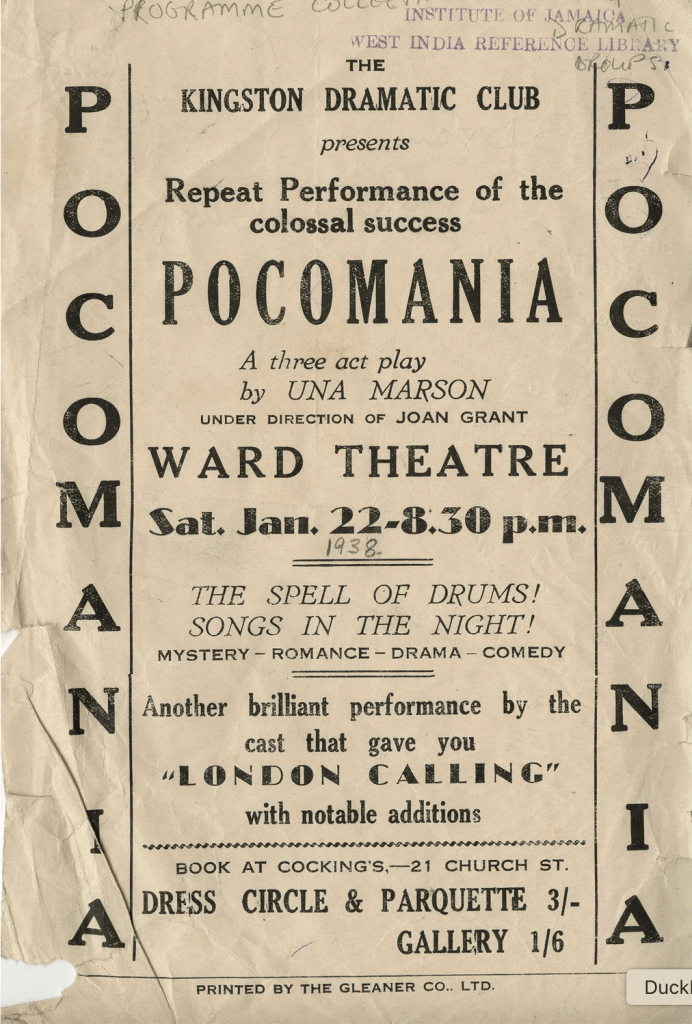 PROGRAMME COLLECTI
INSTITUTE OF JAMAICA
DRAMATIC
WEST INDIA REFERENCE LIBRARY
GROUPS.
THE
KINGSTON DRAMATIC CLUB
presents
Repeat Performance of the
colossal success
POCOMANIA
A three act play
by UNA MARSON
UNDER DIRECTION OF JOAN GRANT
WARD THEATRE
Sat. Jan. 22-8.30 p.m.
1938
THE SPELL OF DRUMS!
SONGS IN THE NIGHT!
MYSTERY – ROMANCE – DRAMA – COMEDY
Another brilliant performance by the
cast that gave you
"LONDON CALLING"
with notable additions
BOOK AT COCKING'S,—21 CHURCH ST.
DRESS CIRCLE & PARQUETTE 3/-
GALLERY 1/6
PRINTED BY THE GLEANER CO., LTD.
POCOMANIA
POCOMANIA
Duck